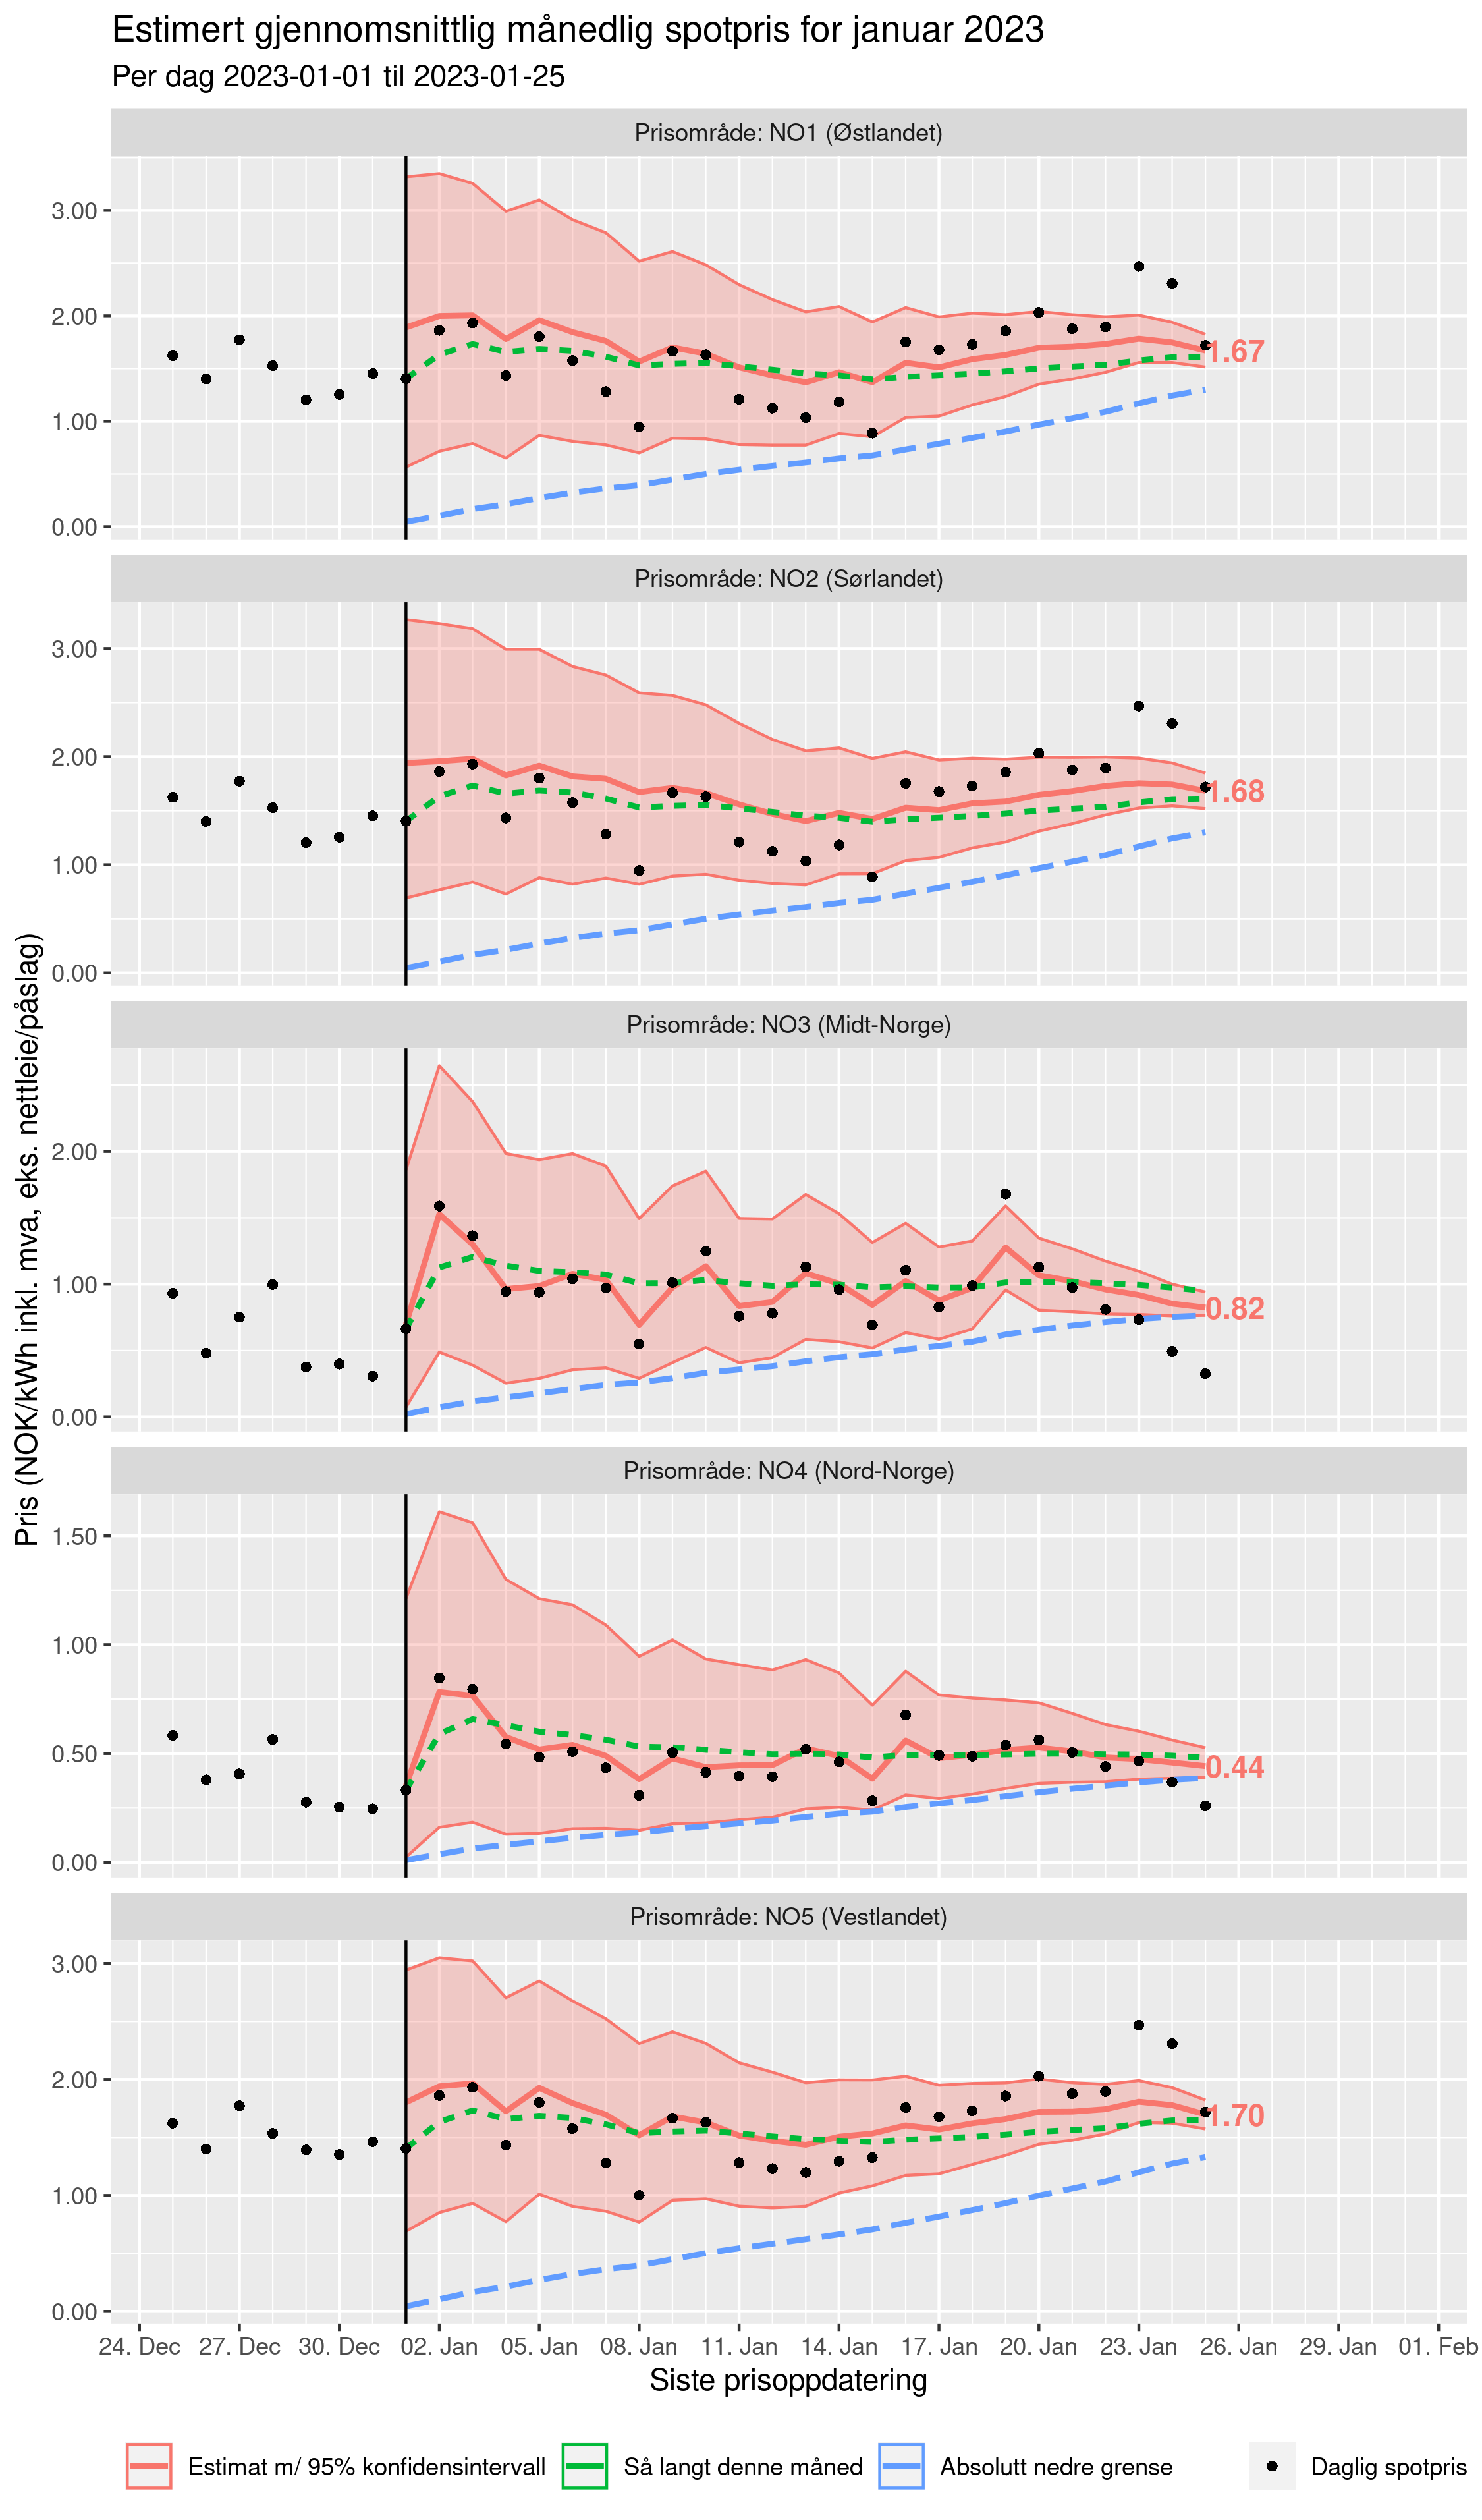 Estimert gjennomsnittlig månedlig spotpris for januar 2023
Per dag 2023-01-01 til 2023-01-25
Pris (NOK/kWh inkl. mva, eks. nettleie/påslag)
Prisområde: NO1 (Østlandet)
3.00
2.00
1.00
0.00
1.67
Prisområde: NO2 (Sørlandet)
3.00
2.00
1.00
0.00
1.68
Prisområde: NO3 (Midt-Norge)
2.00
1.00
0.00
0.82
Prisområde: NO4 (Nord-Norge)
1.50
1.00
0.50
0.00
0.44
Prisområde: NO5 (Vestlandet)
3.00
2.00
1.00
0.00
1.70
24. Dec 27. Dec 30. Dec 02. Jan 05. Jan 08. Jan 11. Jan 14. Jan 17. Jan 20. Jan 23. Jan 26. Jan 29. Jan 01. Feb
Siste prisoppdatering
Estimat m/ 95% konfidensintervall Så langt denne måned Absolutt nedre grense Daglig spotpris